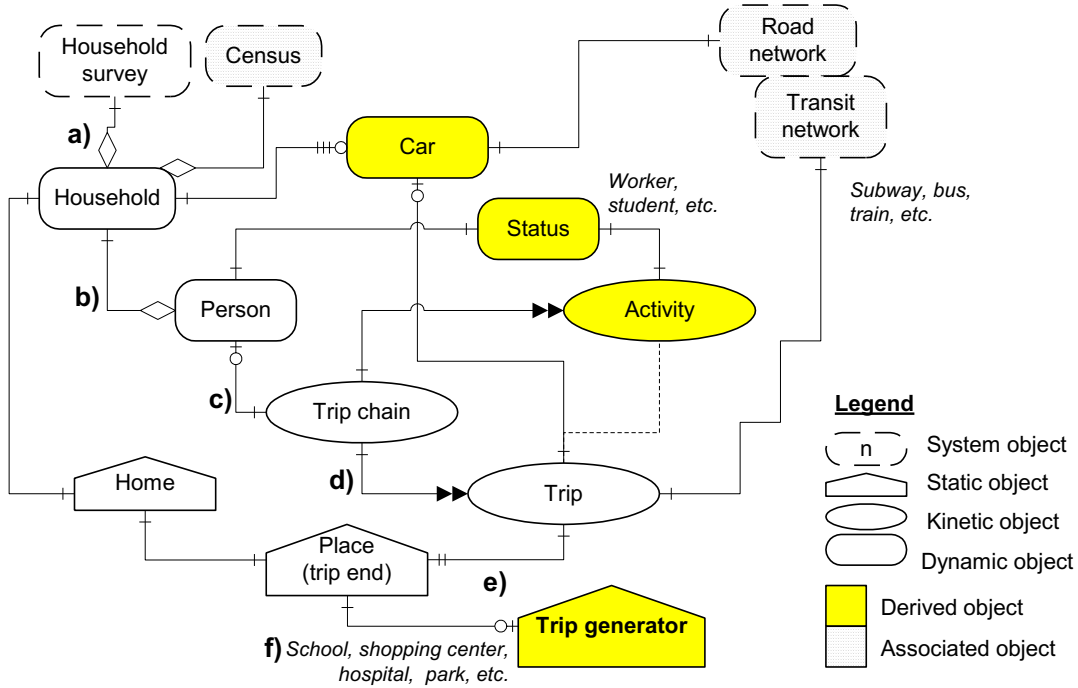 Household
survey
Census
Road
network
Transit
network
a)
Car
Household
Worker,
student, etc.
Subway, bus,
train, etc.
Status
b)
Person
Activity
c)
Trip chain
Legend
n
System object
d)
Home
Trip
Static object
Kinetic object
Dynamic object
Place
(trip end)
e)
Derived object
Trip generator
f)
School, shopping center,
hospital, park, etc.
Associated object